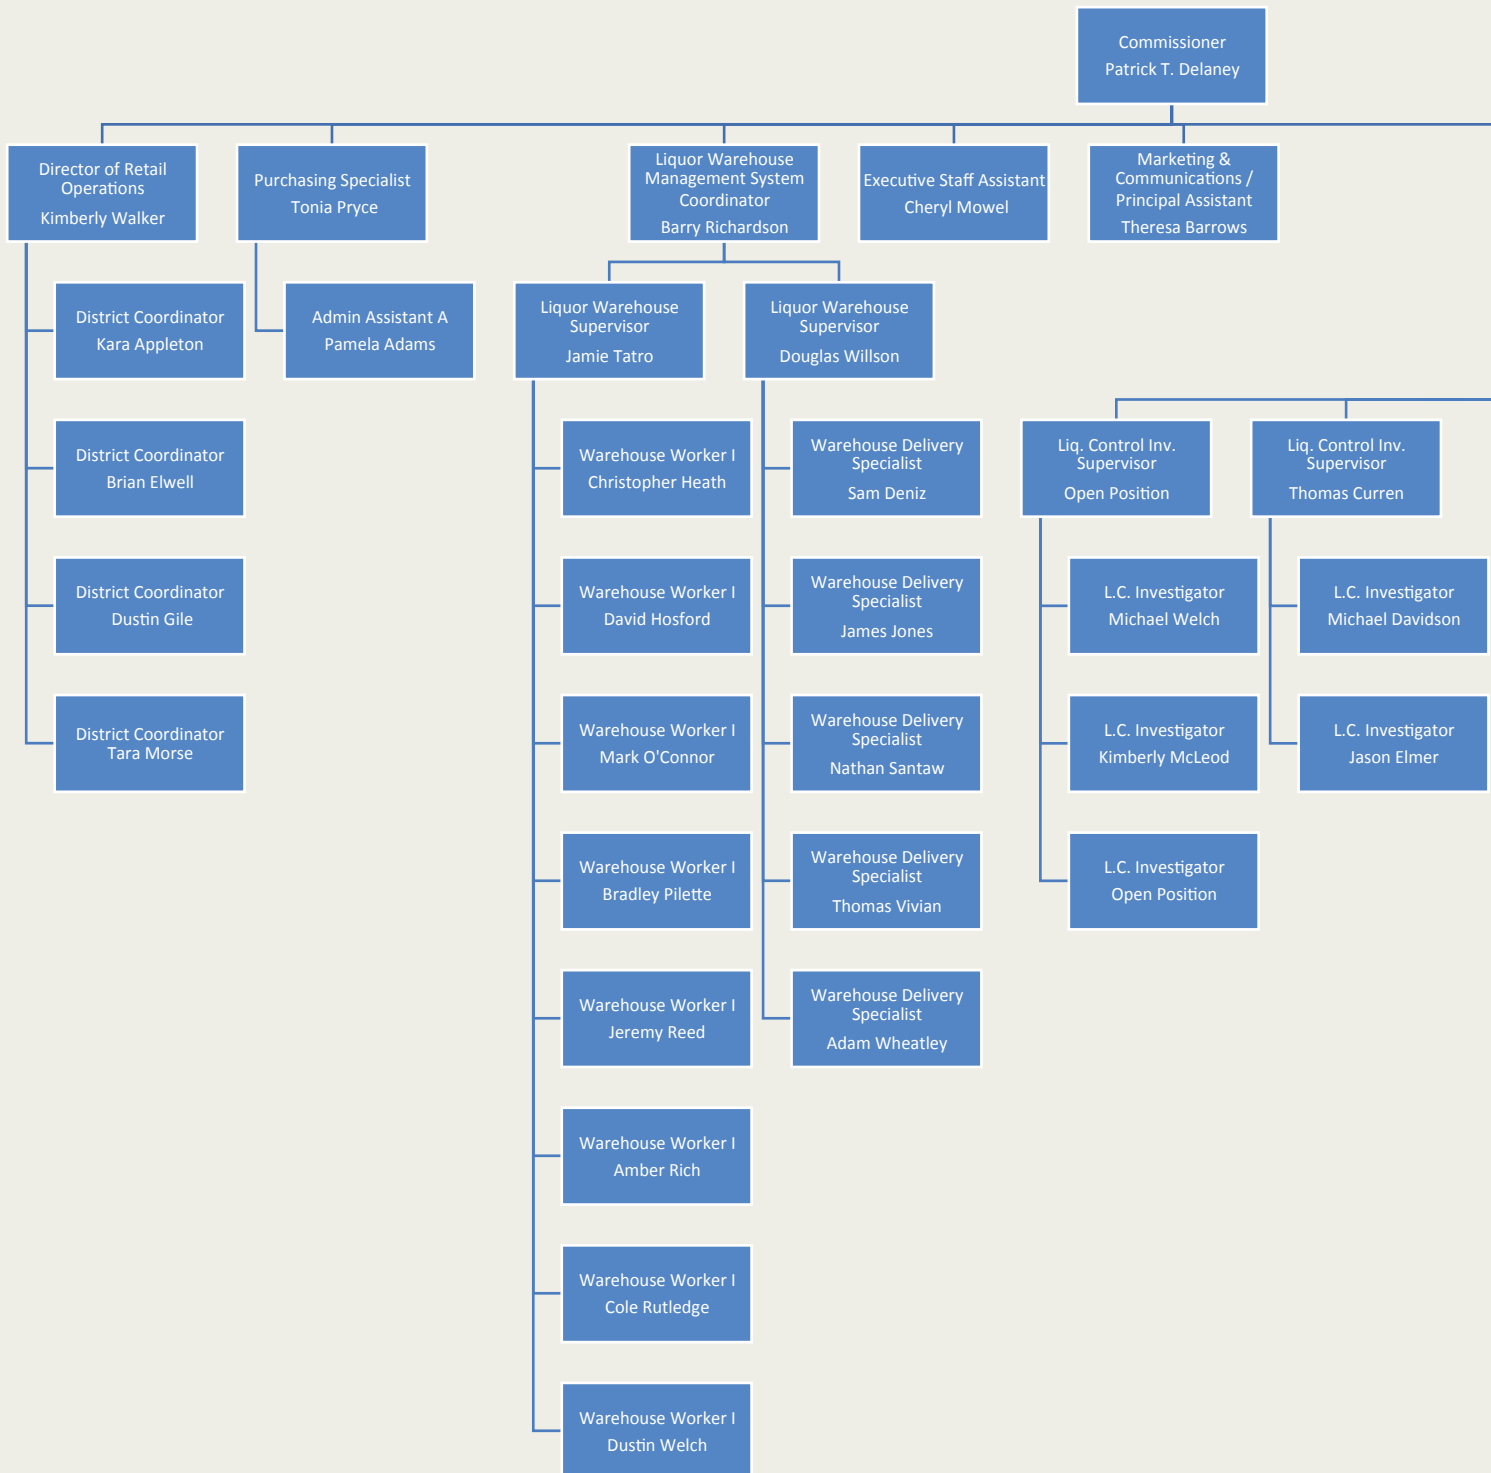 Commissioner
Patrick T. Delaney
Director of Retail
Operations
Kimberly Walker
Purchasing Specialist
Tonia Pryce
Liquor Warehouse
Management System
Coordinator
Barry Richardson
Executive Staff Assistant
Cheryl Mowel
Marketing &
Communications /
Principal Assistant
Theresa Barrows
District Coordinator
Kara Appleton
District Coordinator
Brian Elwell
District Coordinator
Dustin Gile
District Coordinator
Tara Morse
Admin Assistant A
Pamela Adams
Liquor Warehouse
Supervisor
Jamie Tatro
Warehouse Worker I
Christopher Heath
Warehouse Worker I
David Hosford
Warehouse Worker I
Mark O'Connor
Warehouse Worker I
Bradley Pilette
Warehouse Worker I
Jeremy Reed
Warehouse Worker I
Amber Rich
Warehouse Worker I
Cole Rutledge
Warehouse Worker I
Dustin Welch
Liquor Warehouse
Supervisor
Douglas Willson
Warehouse Delivery
Specialist
Sam Deniz
Warehouse Delivery
Specialist
James Jones
Warehouse Delivery
Specialist
Nathan Santaw
Warehouse Delivery
Specialist
Thomas Vivian
Warehouse Delivery
Specialist
Adam Wheatley
Liq. Control Inv.
Supervisor
Open Position
L.C. Investigator
Michael Welch
L.C. Investigator
Kimberly McLeod
L.C. Investigator
Open Position
Liq. Control Inv.
Supervisor
Thomas Curren
L.C. Investigator
Michael Davidson
L.C. Investigator
Jason Elmer